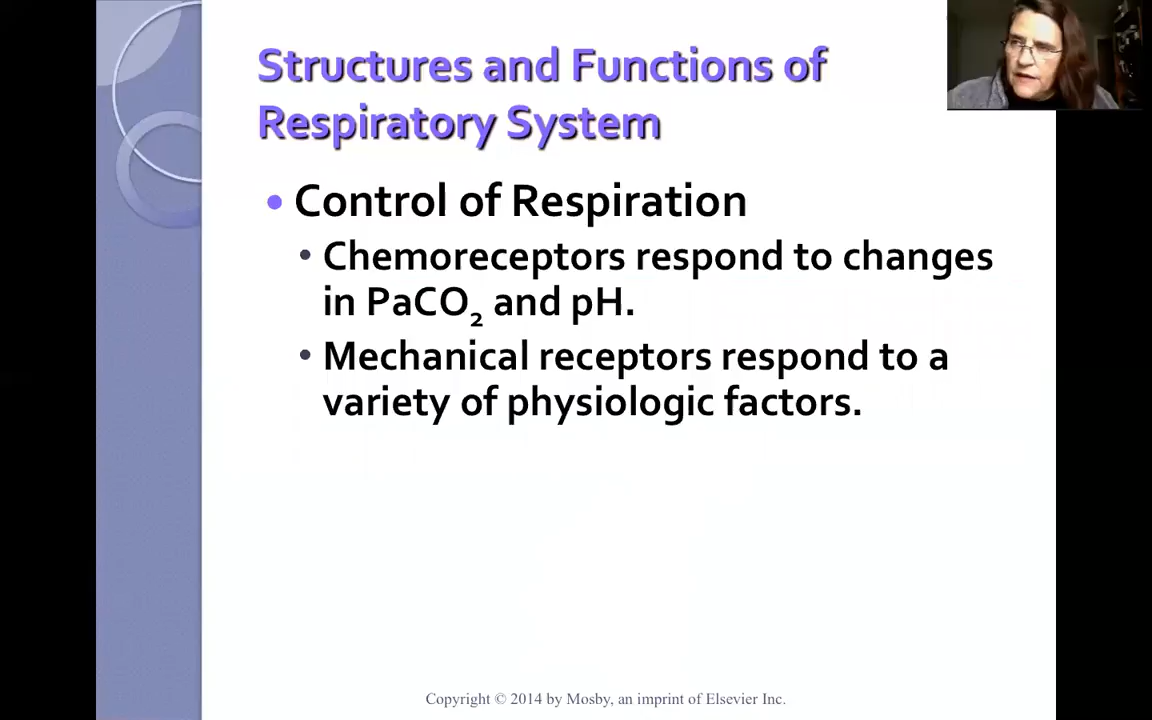 Structures and Functions of
Respiratory System
• Control of Respiration
• Chemoreceptors respond to changes
in PaCO₂ and pH.
• Mechanical receptors respond to a
variety of physiologic factors.
Copyright © 2014 by Mosby, an imprint of Elsevier Inc.